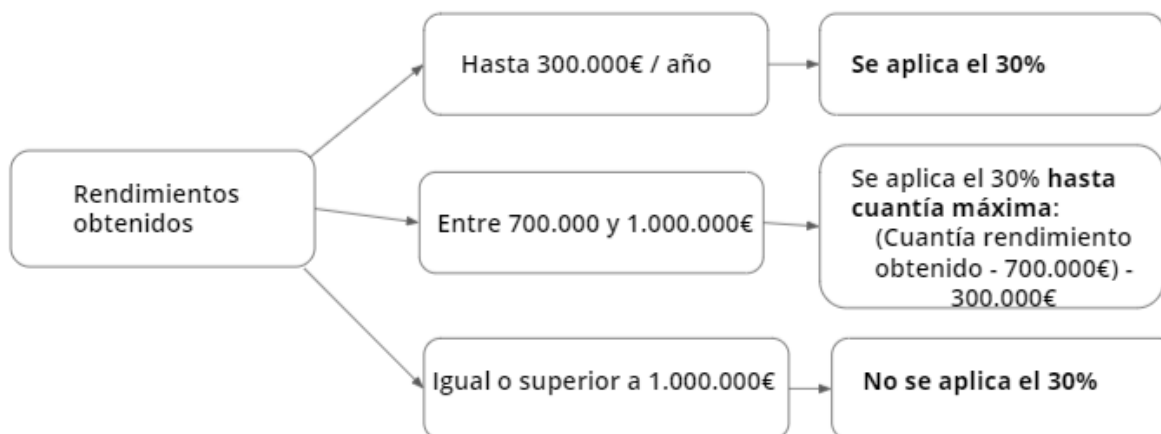 Rendimientos
obtenidos
Hasta 300.000€ / año
Se aplica el 30%
Entre 700.000 y 1.000.000€
Se aplica el 30% hasta
cuantía máxima:
(Cuantía rendimiento
obtenido - 700.000€) -
300.000€
Igual o superior a 1.000.000€
No se aplica el 30%